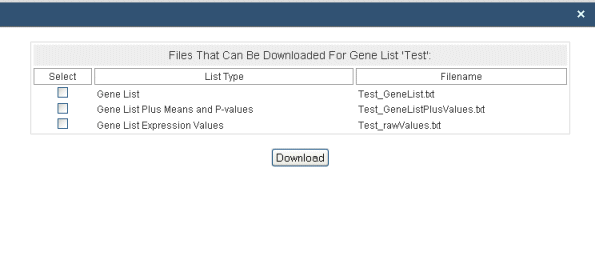 Files That Can Be Downloaded For Gene List 'Test':
Select List Type Filename
Gene List Test_GeneList.txt
Gene List Plus Means and P-values Test_GeneListPlusValues.txt
Gene List Expression Values Test_rawValues.txt
Download